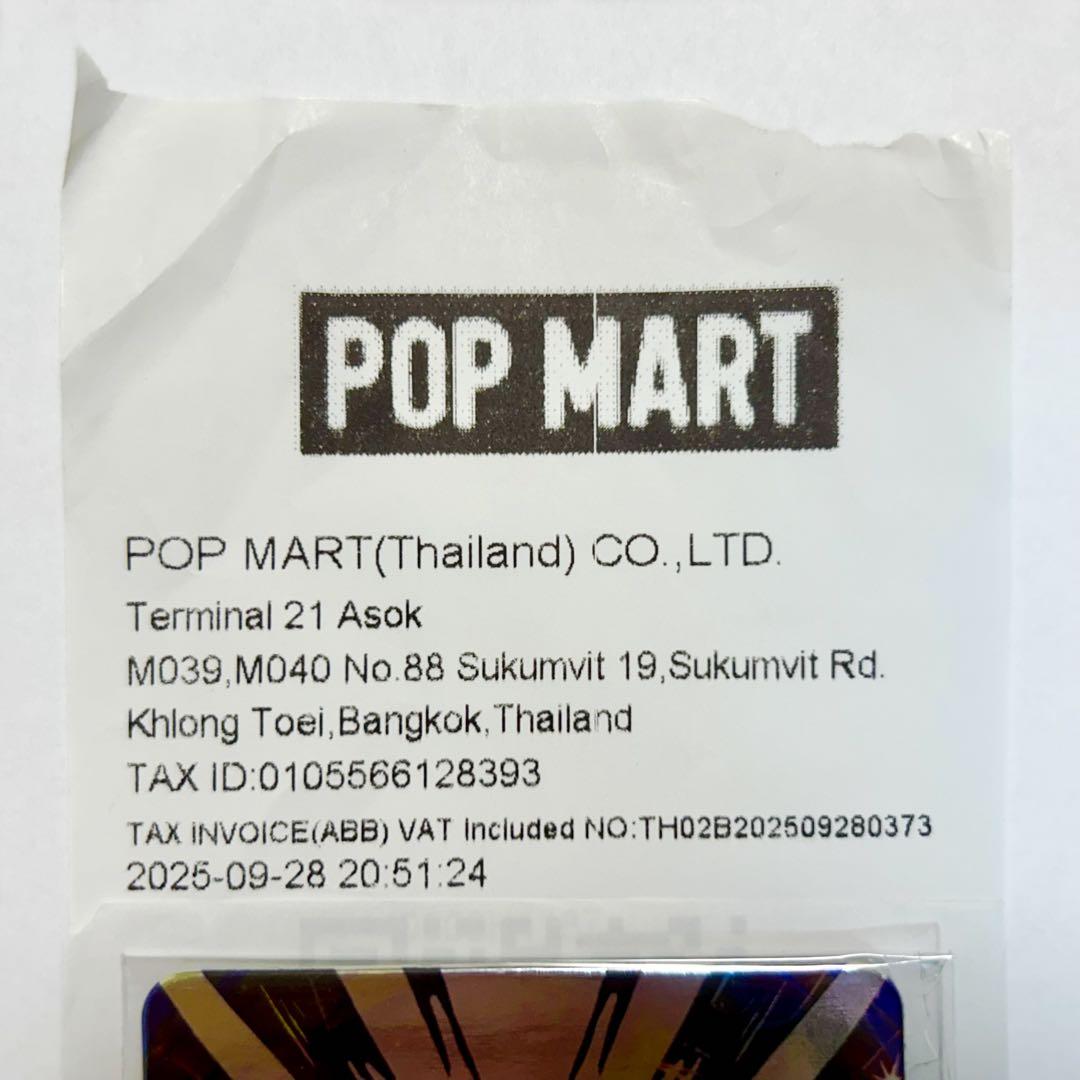 POP MART
POP MART(Thailand) CO.,LTD.
Terminal 21 Asok
M039,M040 No.88 Sukumvit 19,Sukumvit Rd.
Khlong Toei,Bangkok,Thailand
TAX ID:0105566128393
TAX INVOICE(ABB) VAT Included NO:TH02B202509280373
2025-09-28 20:51:24